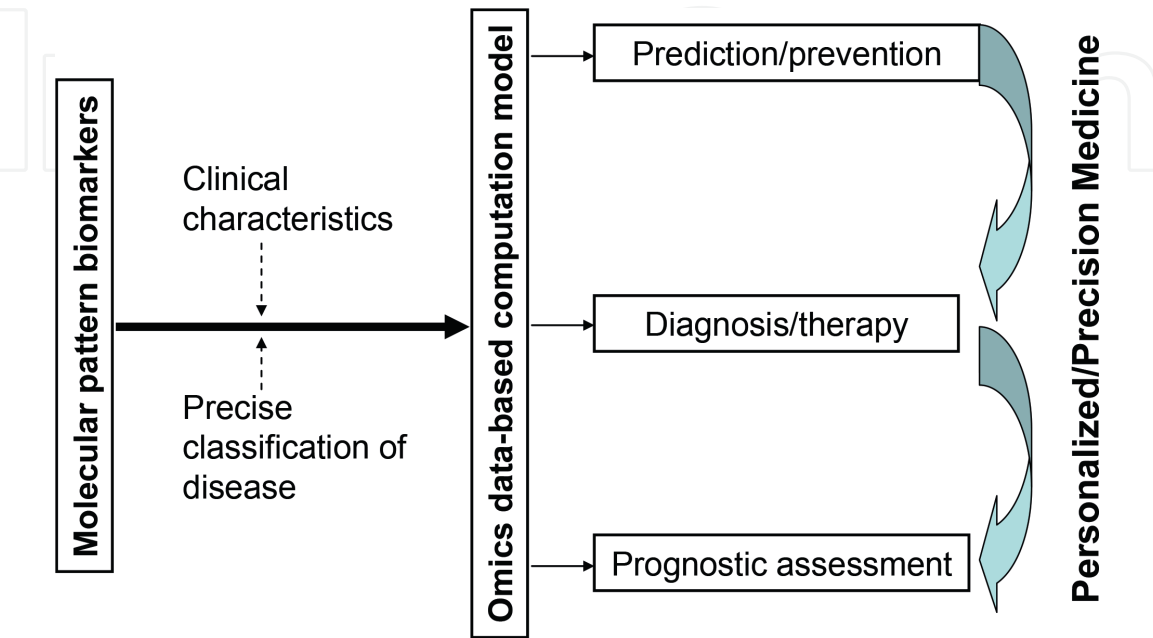 Molecular pattern biomarkers
Clinical
characteristics
Precise
classification of
disease
Omics data-based computation model
Prediction/prevention
Diagnosis/therapy
Prognostic assessment
Personalized/Precision Medicine